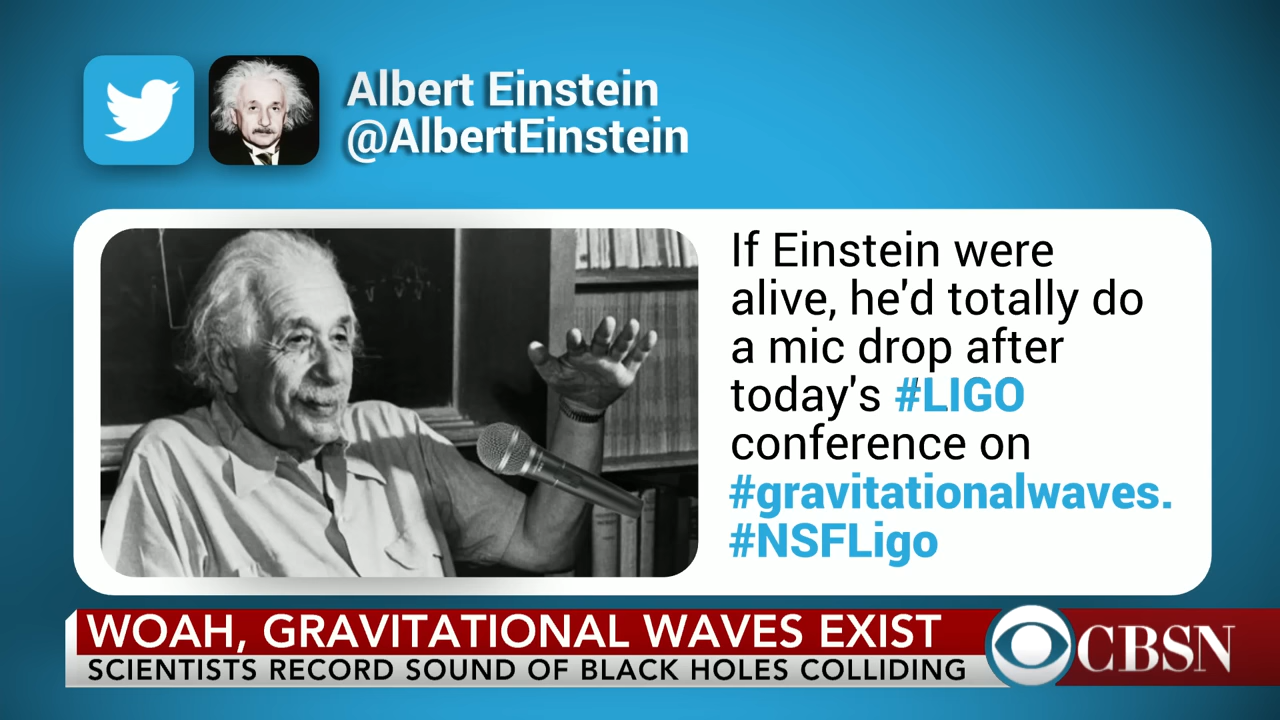 Albert Einstein
@AlbertEinstein
If Einstein were
alive, he'd totally do
a mic drop after
today's #LIGO
conference on
#gravitationalwaves.
#NSFLigo
WOAH, GRAVITATIONAL WAVES EXIST
SCIENTISTS RECORD SOUND OF BLACK HOLES COLLIDING
CBSN